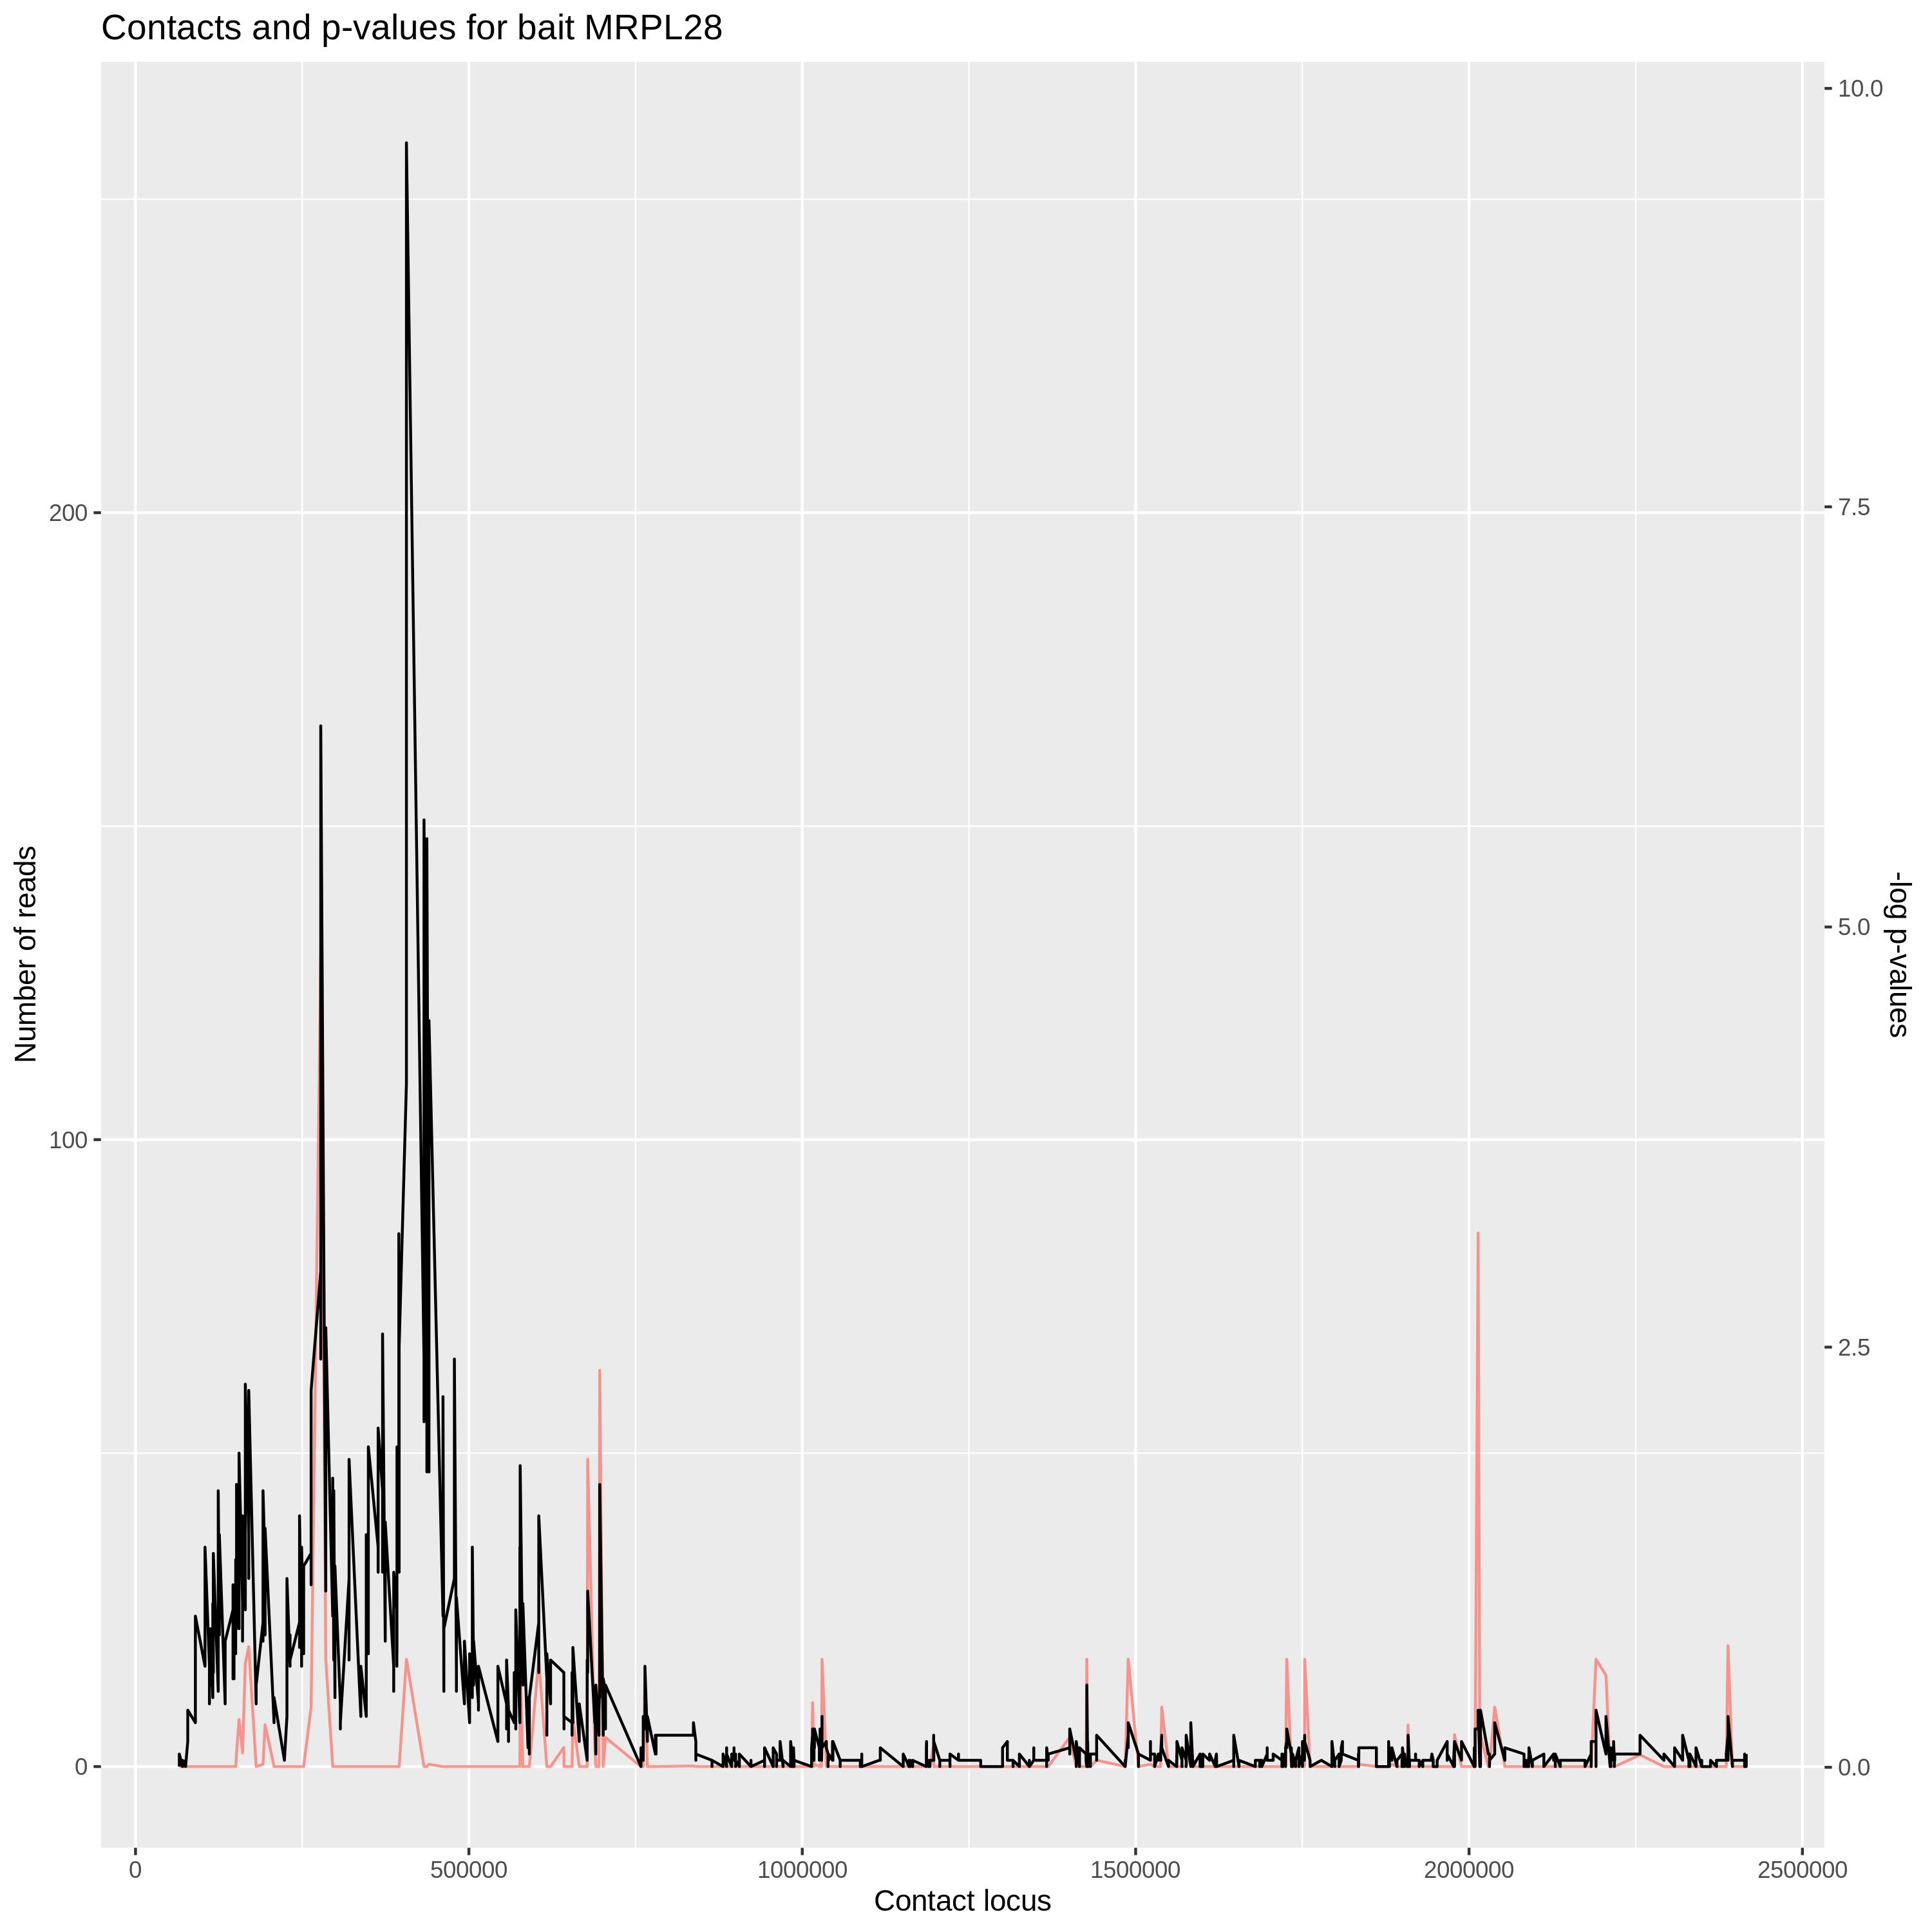 Contacts and p-values for bait MRPL28
Number of reads
200
100
0
10.0
7.5
5.0
2.5
0.0
-log p-values
0 500000 1000000 1500000 2000000 2500000
Contact locus